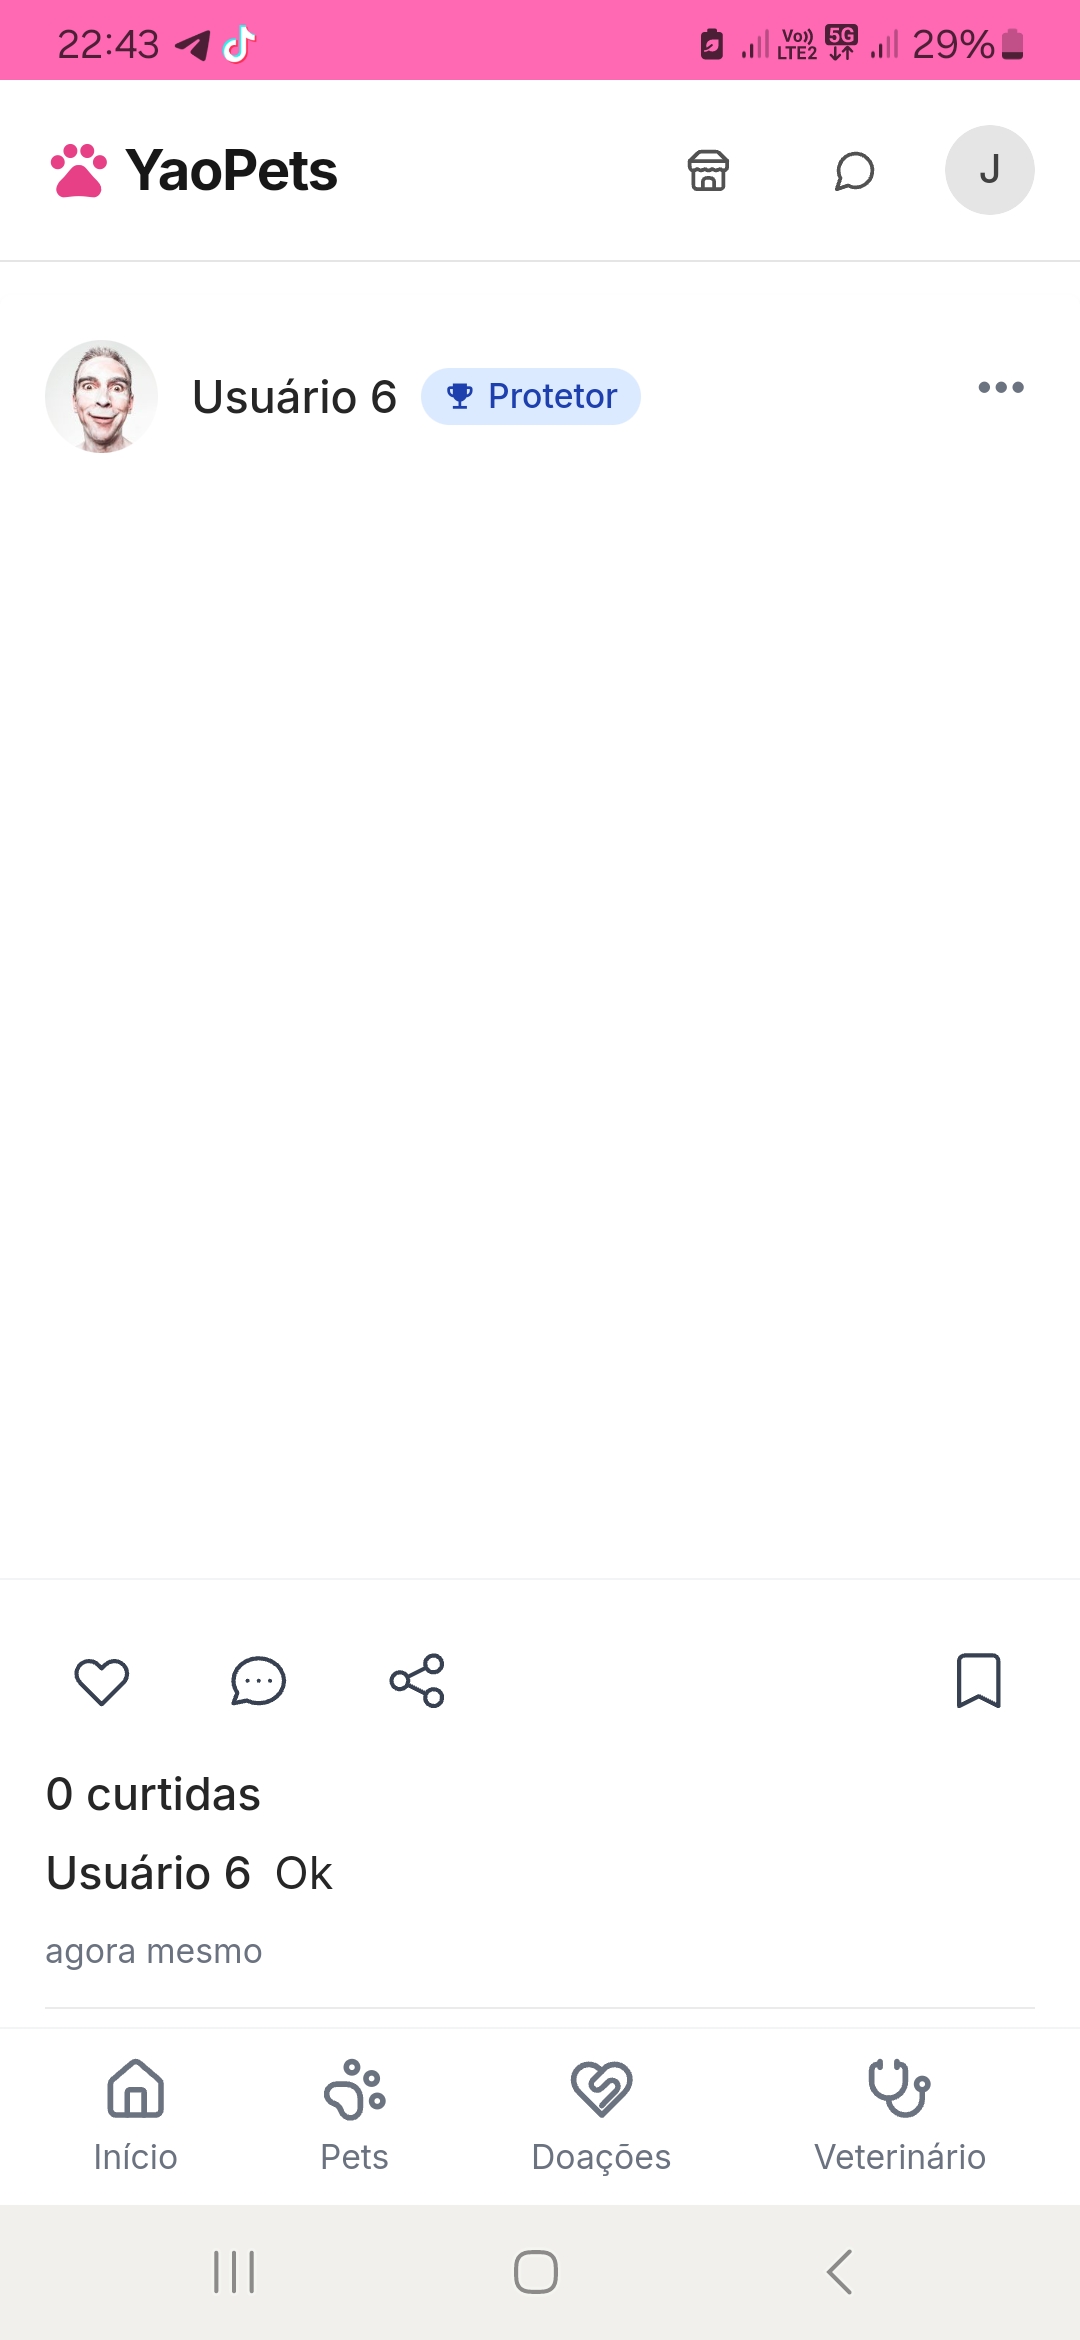 22:43
Vo))
LTE2
5G
29%
YaoPets
J
Usuário 6
Protetor
0 curtidas
Usuário 6 Ok
agora mesmo
Início
Pets
Doações
Veterinário